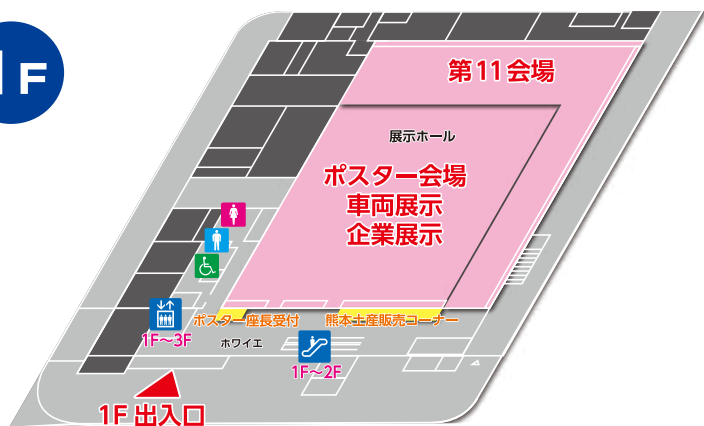 1F
第11会場
展示ホール
ポスター会場
車両展示
企業展示
ポスター座長受付
熊本土産販売コーナー
1F～3F
ホワイエ
1F～2F
1F 出入口